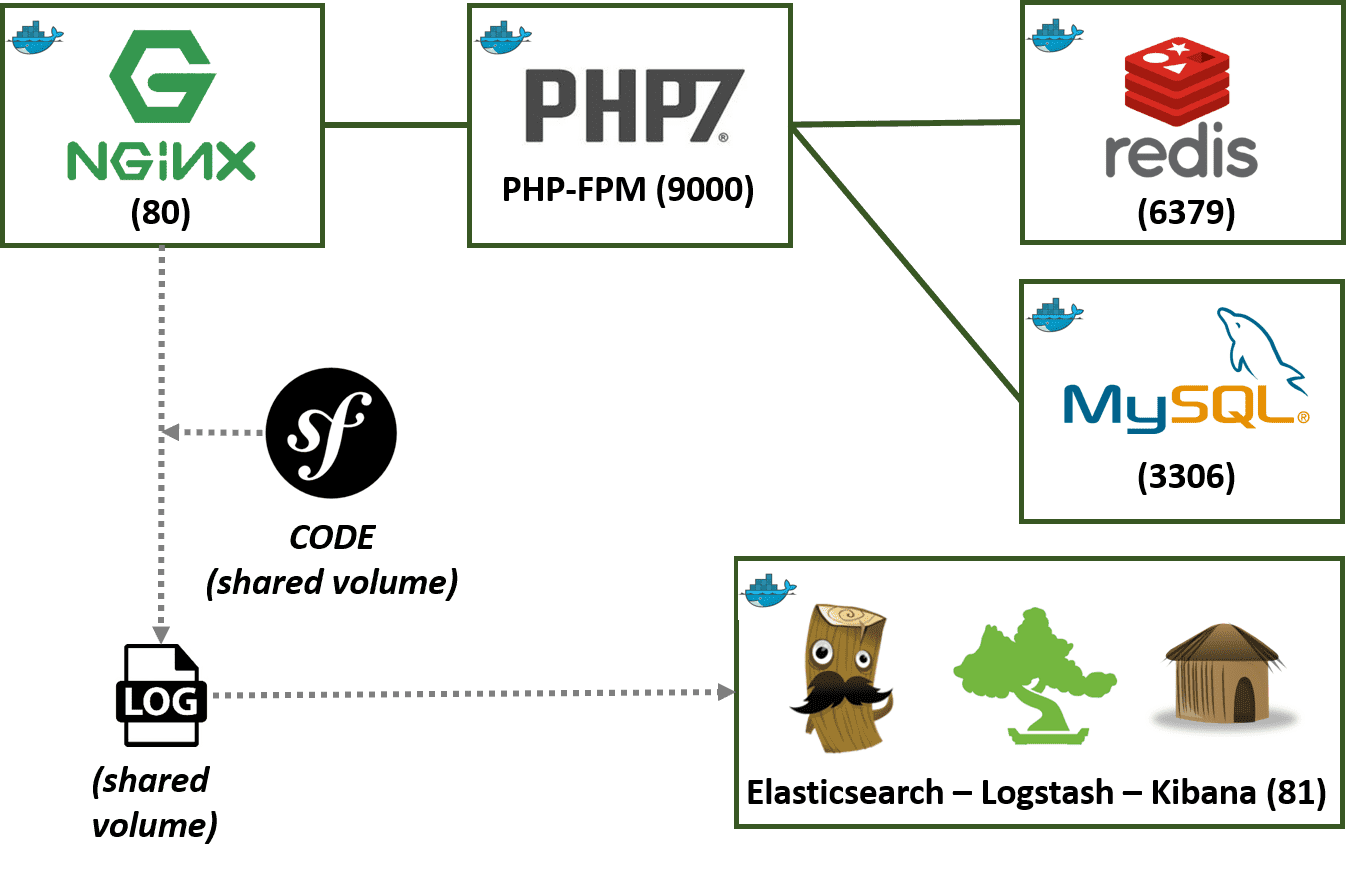 NGiNX
(80)
PHP7®
PHP-FPM (9000)
redis
(6379)
MySQL®
(3306)
sf
CODE
(shared volume)
LOG
(shared
volume)
Elasticsearch – Logstash – Kibana (81)